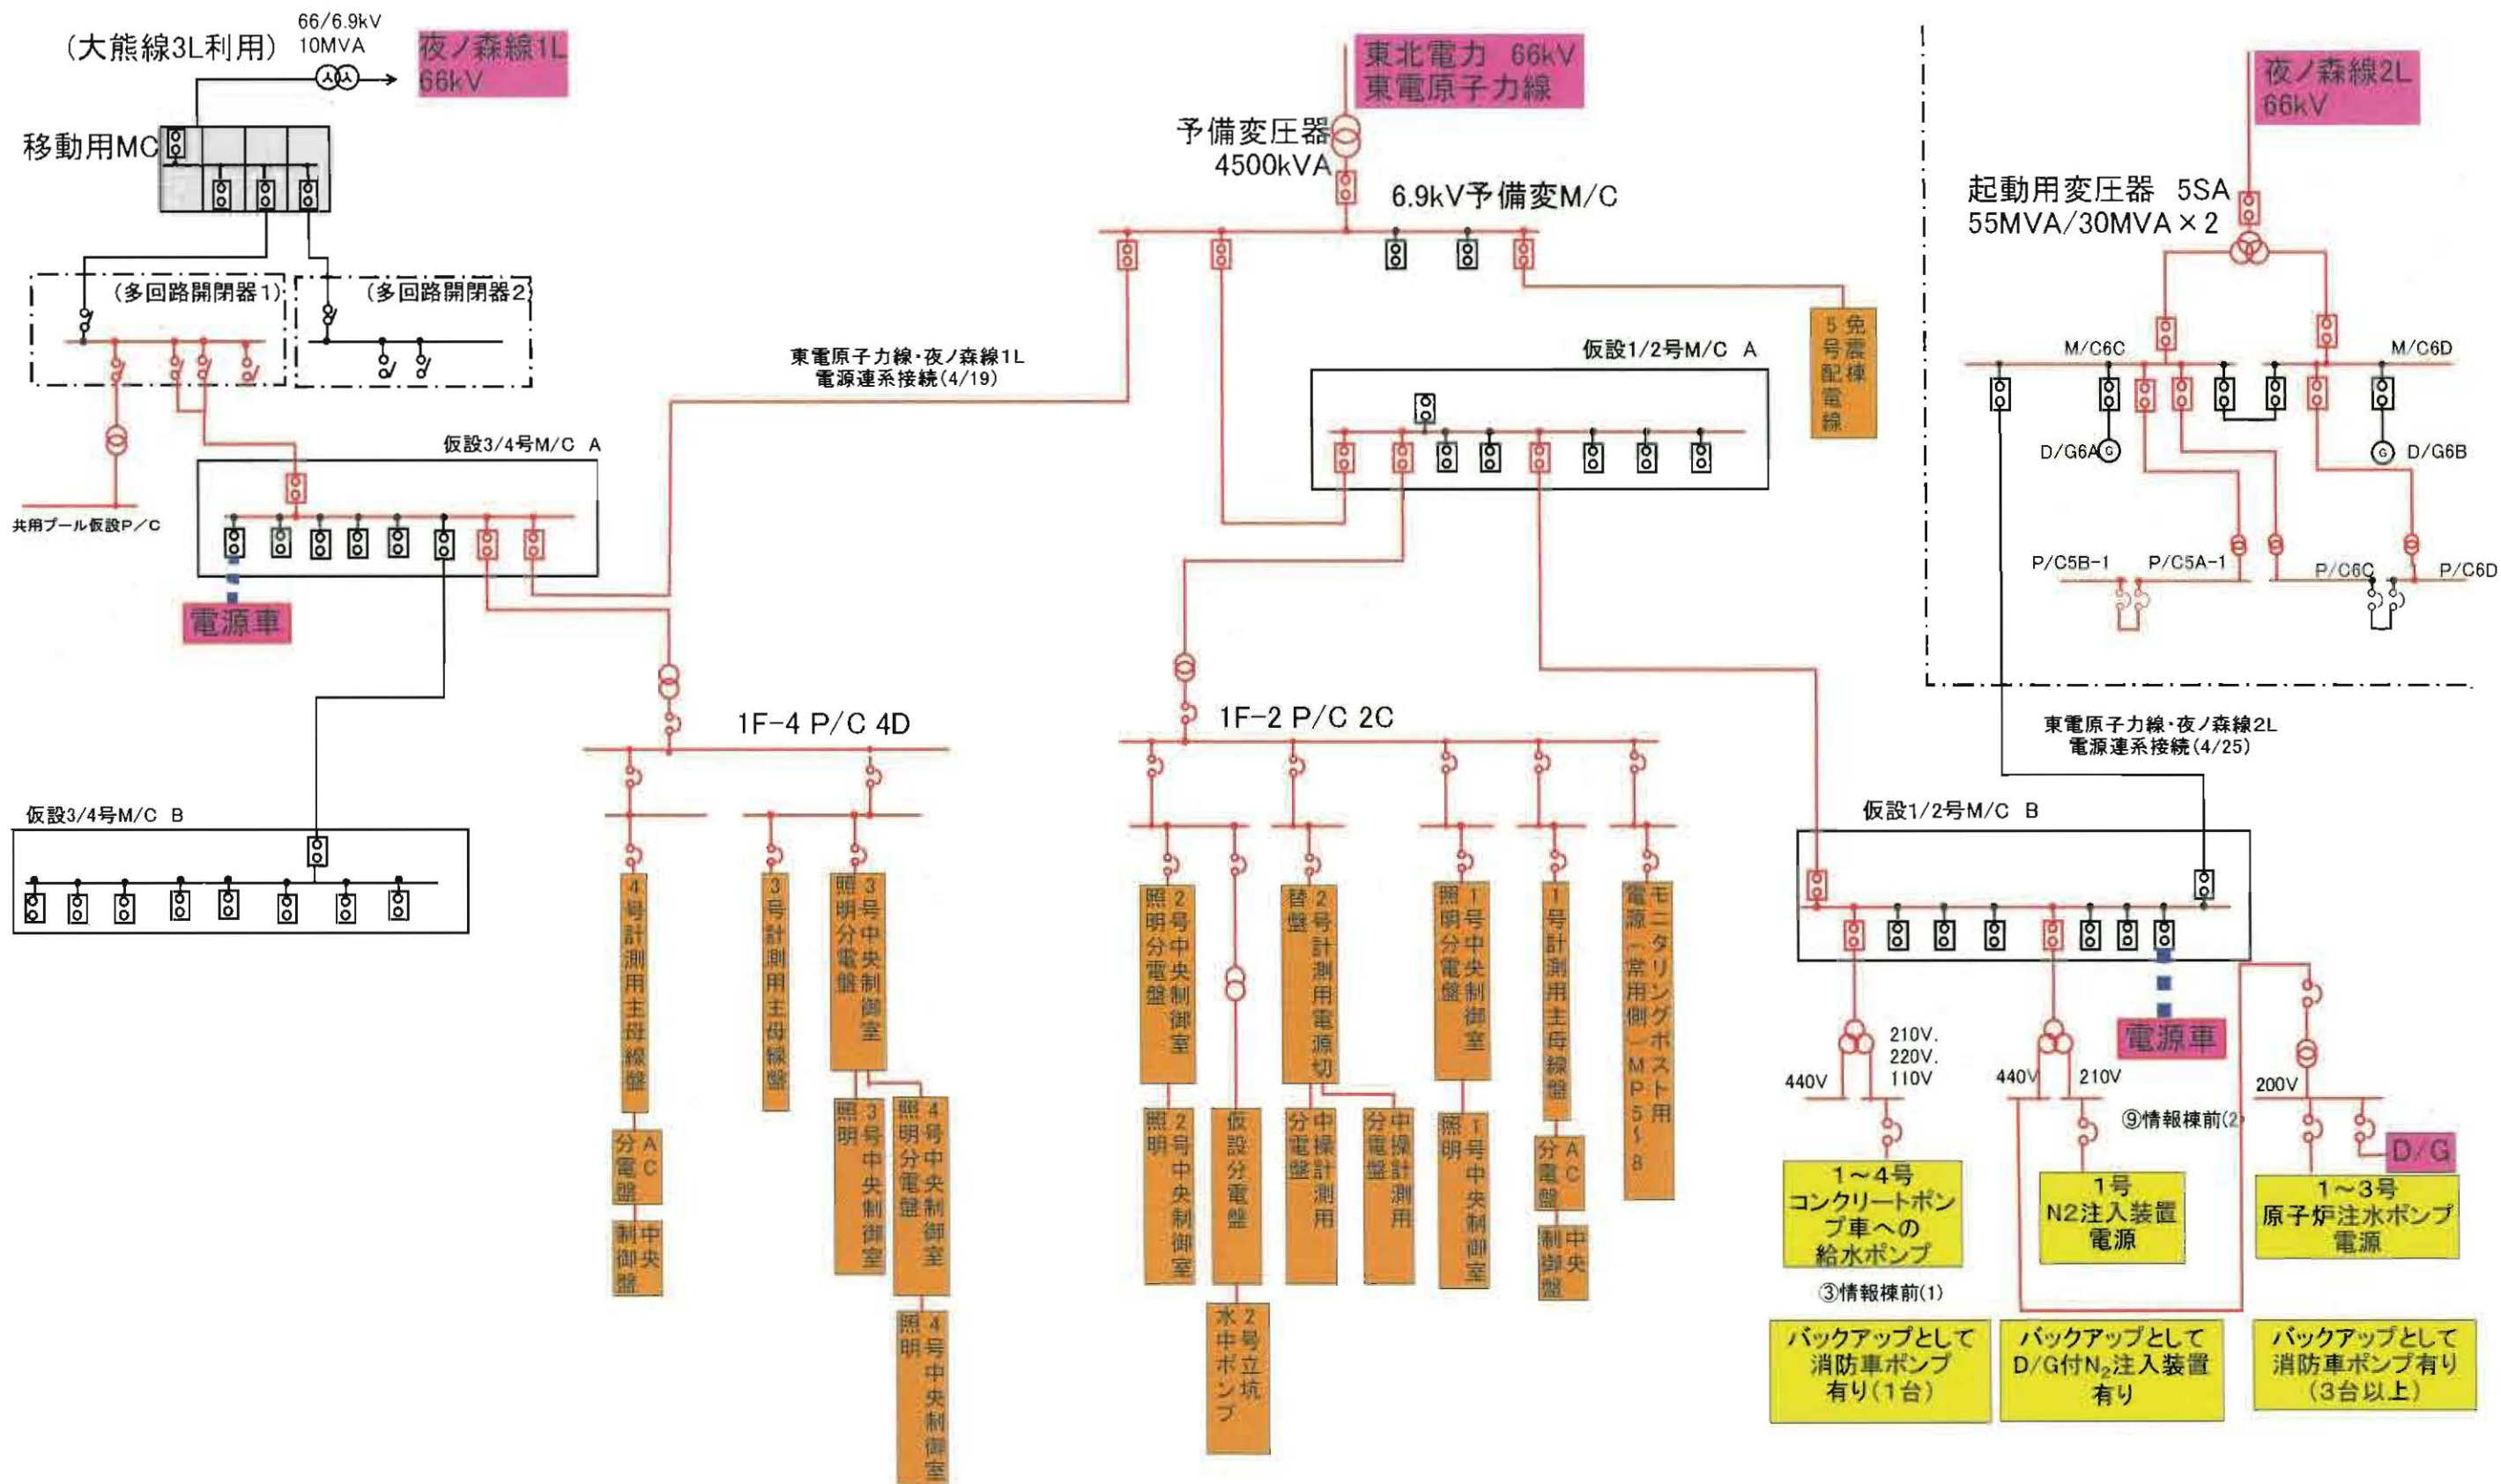 (大熊線3L利用)
66/6.9kV
10MVA
夜ノ森線1L
66kV
移動用MC
(多回路開閉器1)
(多回路開閉器2)
仮設3/4号M/C A
共用プール仮設P/C
電源車
仮設3/4号M/C B
東電原子力線・夜ノ森線1L
電源連系接続(4/19)
東北電力 66kV
東電原子力線
予備変圧器
4500kVA
6.9kV予備変M/C
免震棟
5号配電線
仮設1/2号M/C A
夜ノ森線2L
66kV
起動用変圧器 5SA
55MVA/30MVA×2
M/C6C
M/C6D
D/G6A
G
G
D/G6B
P/C5B-1
P/C5A-1
P/C6C
P/C6D
東電原子力線・夜ノ森線2L
電源連系接続(4/25)
1F-4 P/C 4D
4号計測用主母線盤
AC
分電盤
中央
制御盤
3号計測用主母線盤
3号中央制御室
照明分電盤
3号中央制御室
照明
4号中央制御室
照明分電盤
4号中央制御室
照明
1F-2 P/C 2C
2号中央制御室
照明分電盤
2号中央制御室
照明
仮設分電盤
2号立坑
水中ポンプ
2号計測用電源切
替盤
中操計測用
分電盤
中操計測用
分電盤
1号中央制御室
照明分電盤
1号中央制御室
照明
1号計測用主母線盤
AC
分電盤
中央
制御盤
モニタリングポスト用
電源(常用側)MP5~8
仮設1/2号M/C B
電源車
440V
210V.
220V.
110V
440V
210V
⑨情報棟前(2)
200V
D/G
1~4号
コンクリートポン
プ車への
給水ポンプ
③情報棟前(1)
1号
N2注入装置
電源
1~3号
原子炉注水ポンプ
電源
バックアップとして
消防車ポンプ
有り(1台)
バックアップとして
D/G付N₂注入装置
有り
バックアップとして
消防車ポンプ有り
(3台以上)